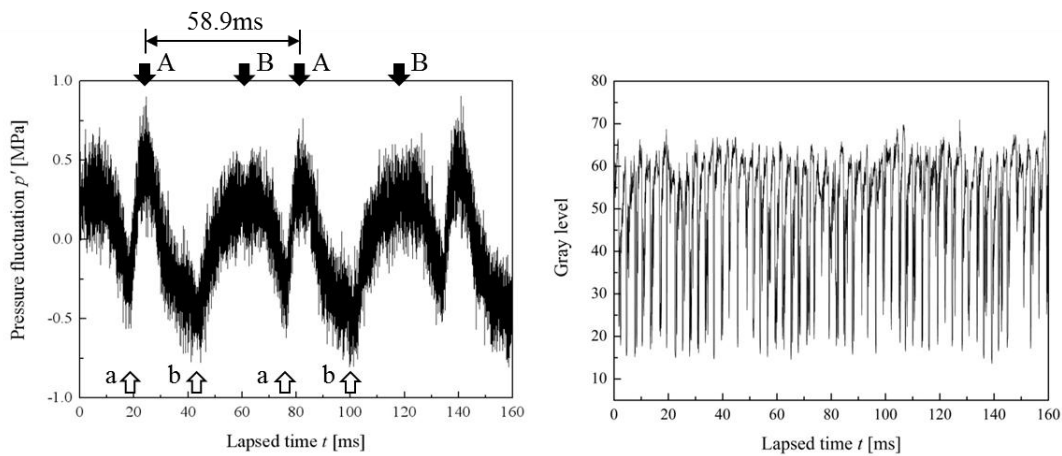 58.9ms
A B A B
Pressure fluctuation p′ [MPa]
1.0
0.5
0.0
-0.5
-1.0
a b a b
0 20 40 60 80 100 120 140 160
Lapsed time t [ms]
Gray level
80
70
60
50
40
30
20
10
0 20 40 60 80 100 120 140 160
Lapsed time t [ms]